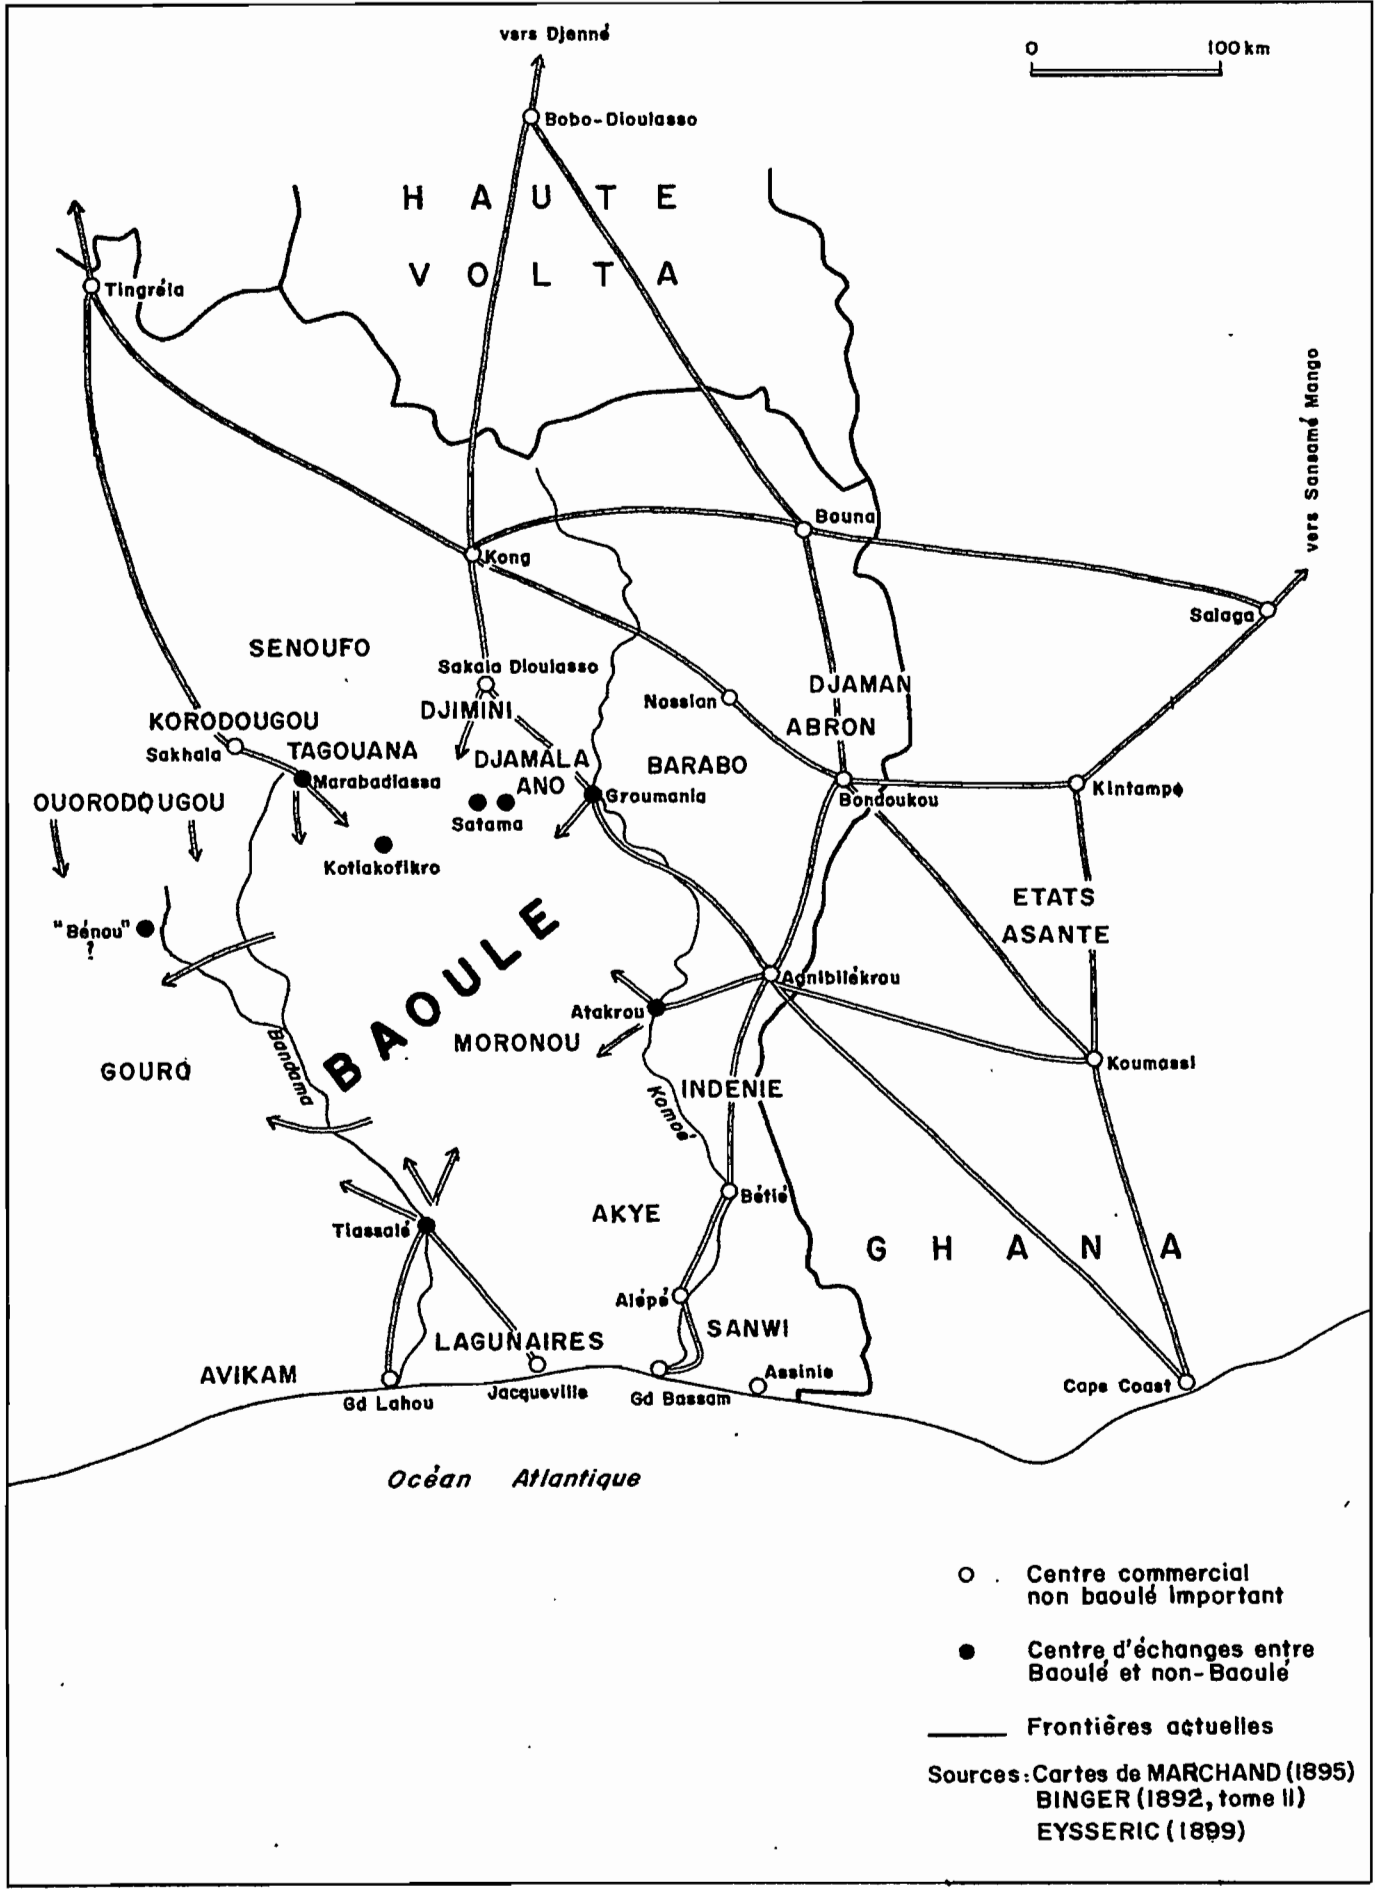 vers Djenné
0 100 km
Bobo-Dioulasso
HAUTE
VOLTA
Tingréla
vers Sansamé Mango
Bouna
Kong
Salaga
SENOUFO
Sakala Dioulasso
DJAMAN
Nassian
DJIMINI
KORODOUGOU
ABRON
Sakhala
TAGOUANA
DJAMALA
BARABO
Marabadiassa
ANO
Groumania
Kintampo
OUORODOUGOU
Bondoukou
Satama
Kotiakofikro
ETATS
ASANTE
"Bénou"
?
BAOULE
Agnibilékrou
Atakrou
MORONOU
GOURO
Bandama
Koumassi
INDENIE
Komoé
Bétié
AKYE
Tiassalé
GHANA
Alépé
SANWI
LAGUNAIRES
AVIKAM
Assinie
Jacqueville
Gd Lahou
Gd Bassam
Cape Coast
Océan Atlantique
Centre commercial
non baoulé important
Centre d'échanges entre
Baoulé et non-Baoulé
Frontières actuelles
Sources: Cartes de MARCHAND (1895)
BINGER (1892, tome II)
EYSSERIC (1899)